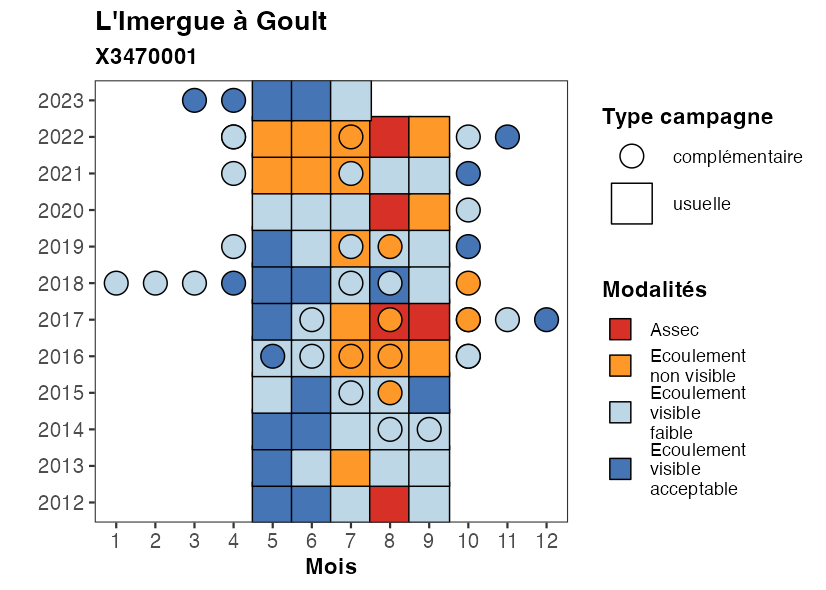 L'Imergue à Goult
X3470001
2023
2022
2021
2020
2019
2018
2017
2016
2015
2014
2013
2012
1 2 3 4 5 6 7 8 9 10 11 12
Mois
Type campagne
complémentaire
usuelle
Modalités
Assec
Ecoulement
non visible
Ecoulement
visible
faible
Ecoulement
visible
acceptable